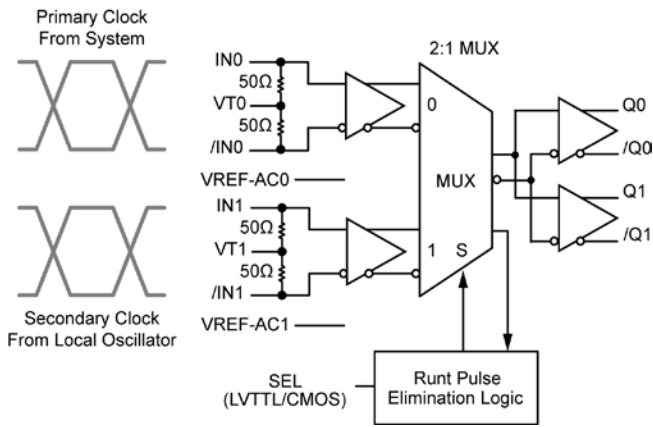 Primary Clock
From System
Secondary Clock
From Local Oscillator
IN0
50Ω
VT0
50Ω
/IN0
VREF-AC0
IN1
50Ω
VT1
50Ω
/IN1
VREF-AC1
2:1 MUX
0
MUX
1 S
Q0
/Q0
Q1
/Q1
SEL
(LVTTL/CMOS)
Runt Pulse
Elimination Logic